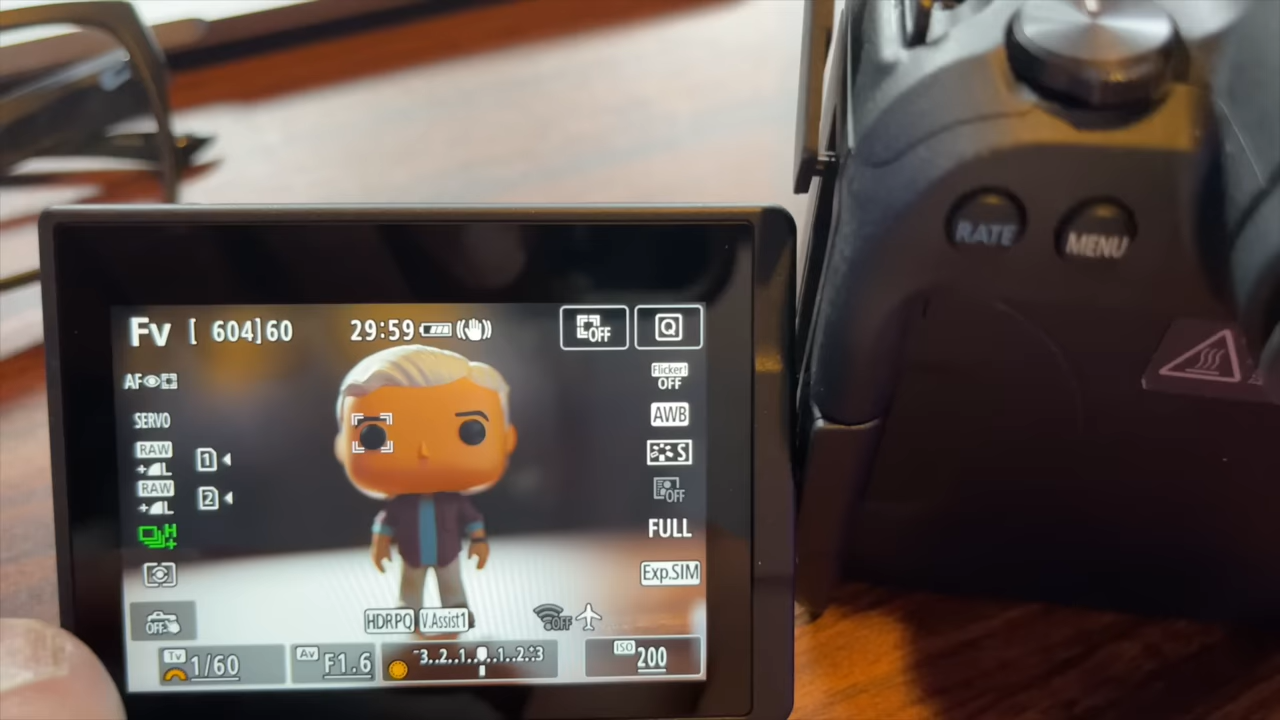 RATE
MENU
Fv [ 604]60 29:59 OFF Q
AF
Flicker!
OFF
SERVO
AWB
RAW
+L 1
S
RAW
+L 2
OFF
H
+
FULL
Exp.SIM
OFF
HDRPQ V.Assist1 OFF
Tv 1/60 Av F1.6 -3..2..1..0..1..2.+3 ISO 200